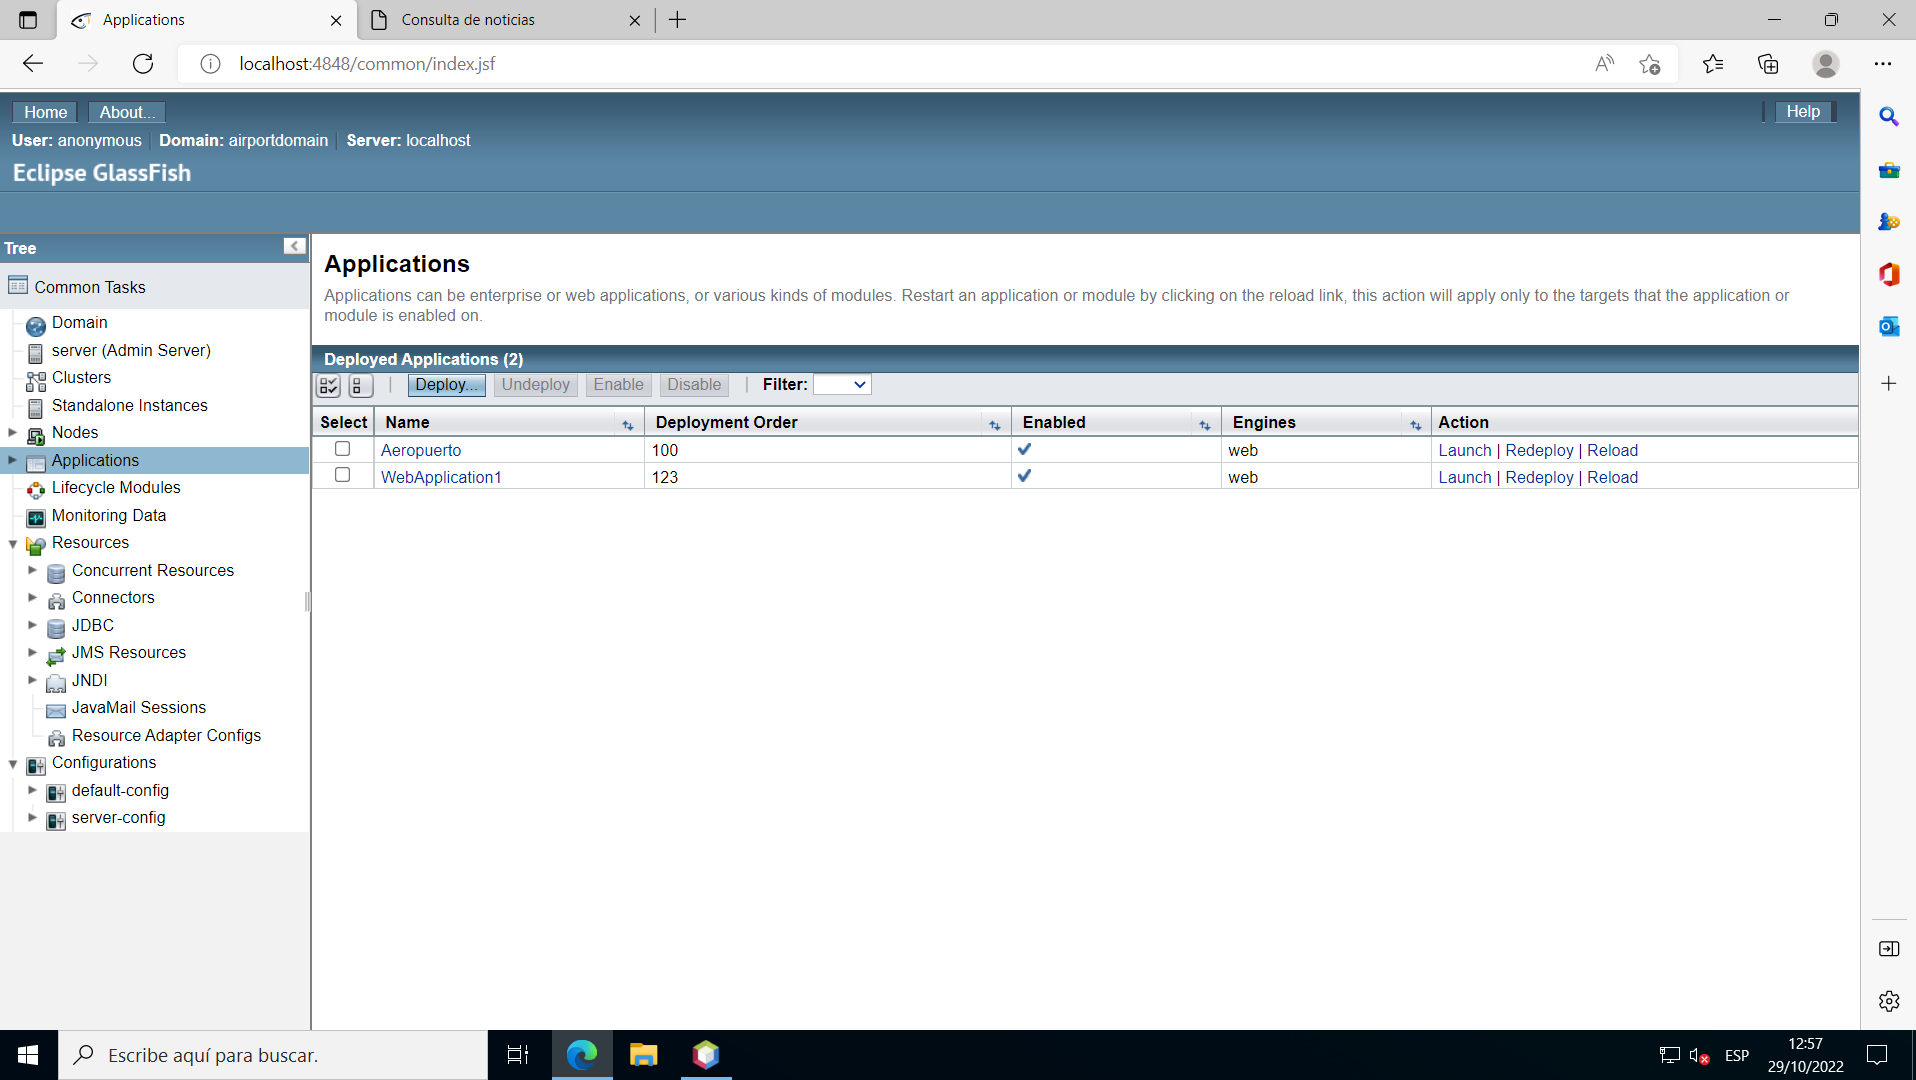 Applications
Consulta de noticias
localhost:4848/common/index.jsf
Home
About...
Help
User: anonymous
Domain: airportdomain
Server: localhost
Eclipse GlassFish
Tree
Common Tasks
Domain
server (Admin Server)
Clusters
Standalone Instances
Nodes
Applications
Lifecycle Modules
Monitoring Data
Resources
Concurrent Resources
Connectors
JDBC
JMS Resources
JNDI
JavaMail Sessions
Resource Adapter Configs
Configurations
default-config
server-config
Applications
Applications can be enterprise or web applications, or various kinds of modules. Restart an application or module by clicking on the reload link, this action will apply only to the targets that the application or
module is enabled on.
Deployed Applications (2)
Deploy... Undeploy Enable Disable Filter:
Select Name Deployment Order Enabled Engines Action
Aeropuerto 100 web Launch | Redeploy | Reload
WebApplication1 123 web Launch | Redeploy | Reload
Escribe aquí para buscar.
ESP
12:57
29/10/2022